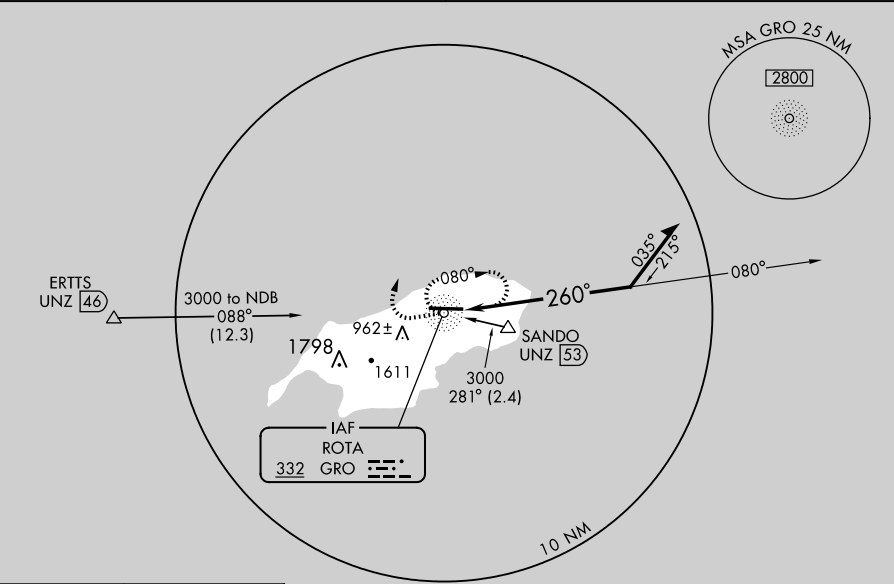 MSA GRO 25 NM
2800
035°
215°
080°
080°
260°
ERTTS
UNZ 46
3000 to NDB
088°
(12.3)
962±
1798
1611
SANDO
UNZ 53
3000
281° (2.4)
IAF
ROTA
332 GRO
10 NM